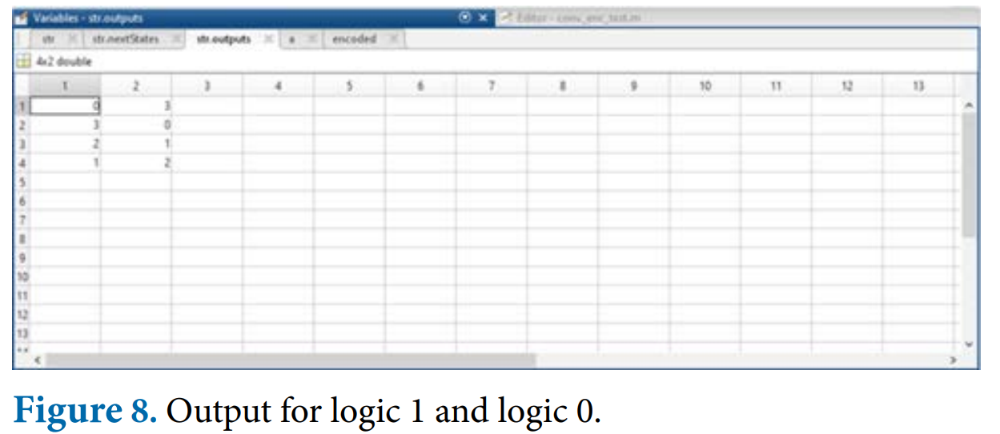 Variables - str.outputs Editor - conv_enc_test.m
str str.nextStates str.outputs a encoded
4x2 double
1 2 3 4 5 6 7 8 9 10 11 12 13
1 0 3
2 3 0
3 2 1
4 1 2
5
6
7
8
9
10
11
12
13
Figure 8. Output for logic 1 and logic 0.